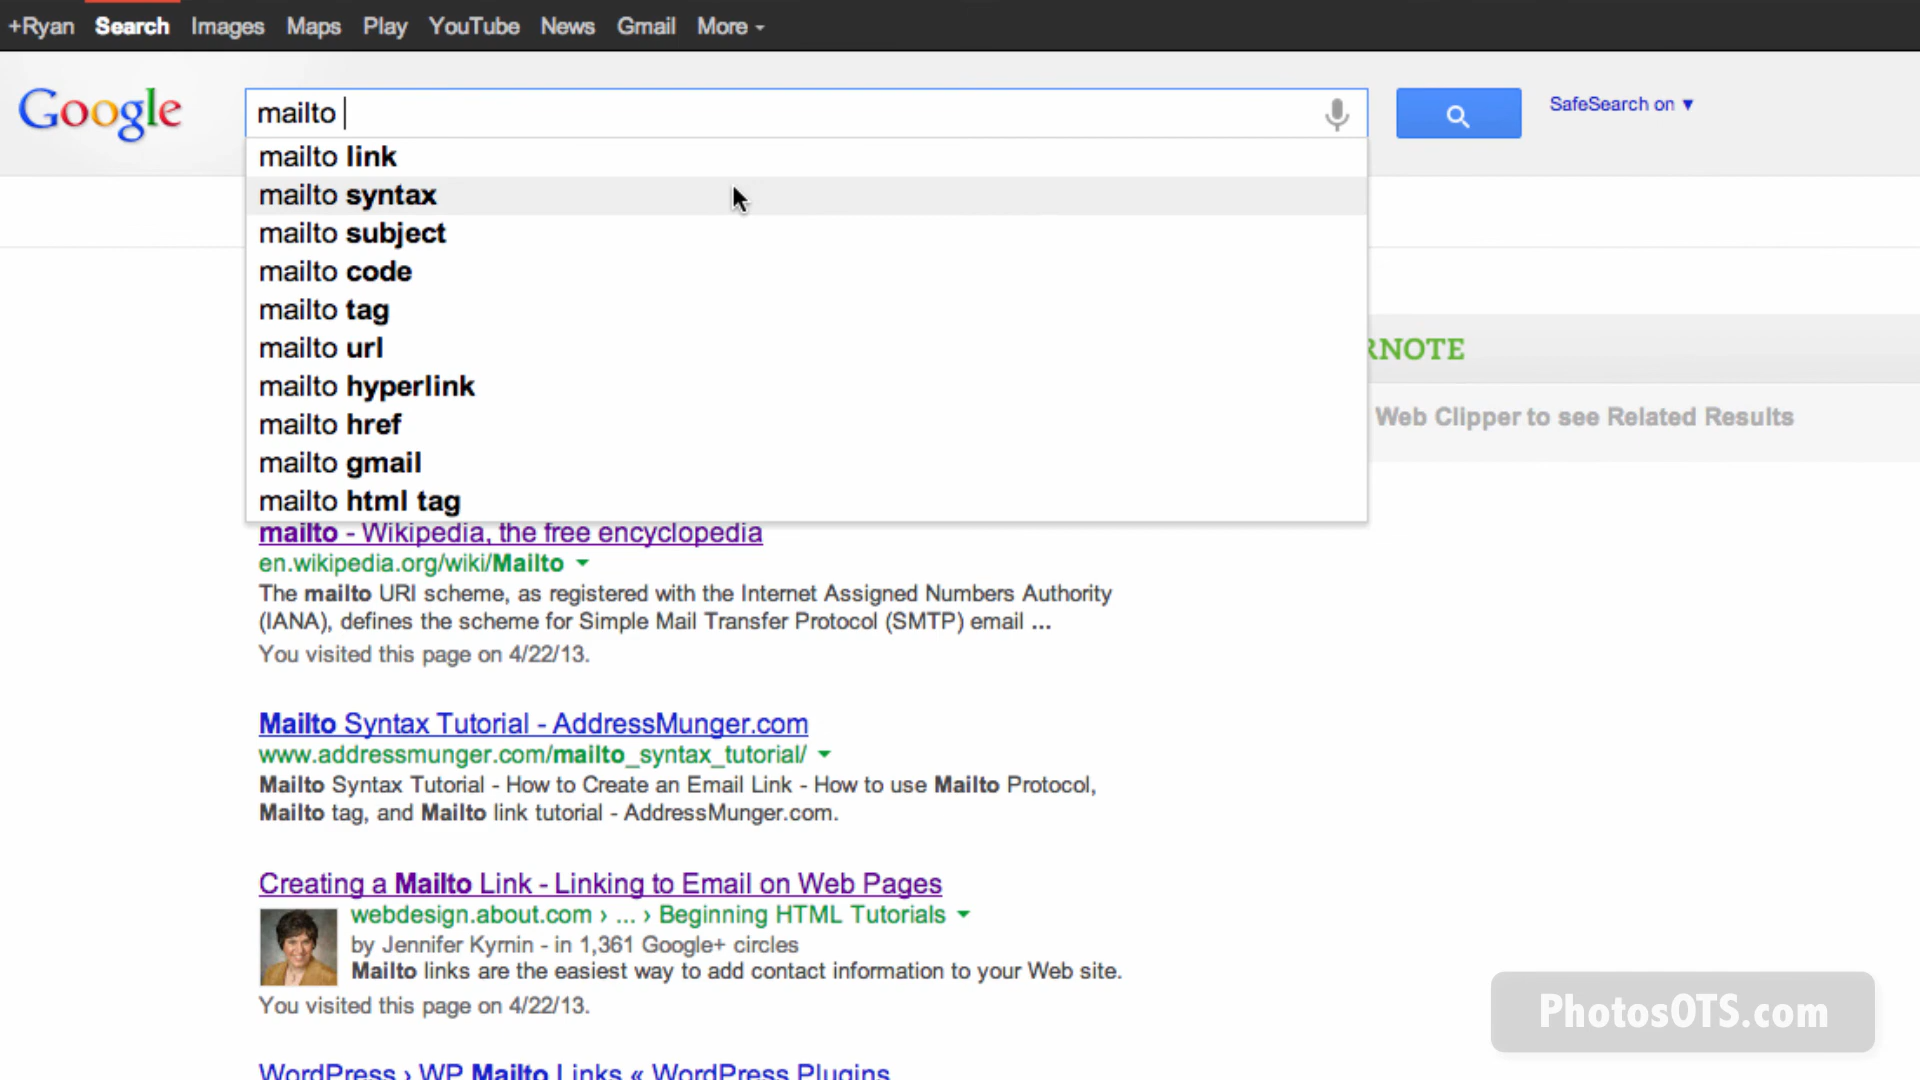 +Ryan Search Images Maps Play YouTube News Gmail More
Google
mailto
SafeSearch on ▼
mailto link
mailto syntax
mailto subject
mailto code
mailto tag
mailto url
mailto hyperlink
mailto href
mailto gmail
mailto html tag
RNOTE
Web Clipper to see Related Results
mailto - Wikipedia, the free encyclopedia
en.wikipedia.org/wiki/Mailto
The mailto URI scheme, as registered with the Internet Assigned Numbers Authority
(IANA), defines the scheme for Simple Mail Transfer Protocol (SMTP) email ...
You visited this page on 4/22/13.
Mailto Syntax Tutorial - AddressMunger.com
www.addressmunger.com/mailto_syntax_tutorial/
Mailto Syntax Tutorial - How to Create an Email Link - How to use Mailto Protocol,
Mailto tag, and Mailto link tutorial - AddressMunger.com.
Creating a Mailto Link - Linking to Email on Web Pages
webdesign.about.com › ... › Beginning HTML Tutorials
by Jennifer Kyrnin - in 1,361 Google+ circles
Mailto links are the easiest way to add contact information to your Web site.
You visited this page on 4/22/13.
WordPress › WP Mailto Links « WordPress Plugins
PhotosOTS.com